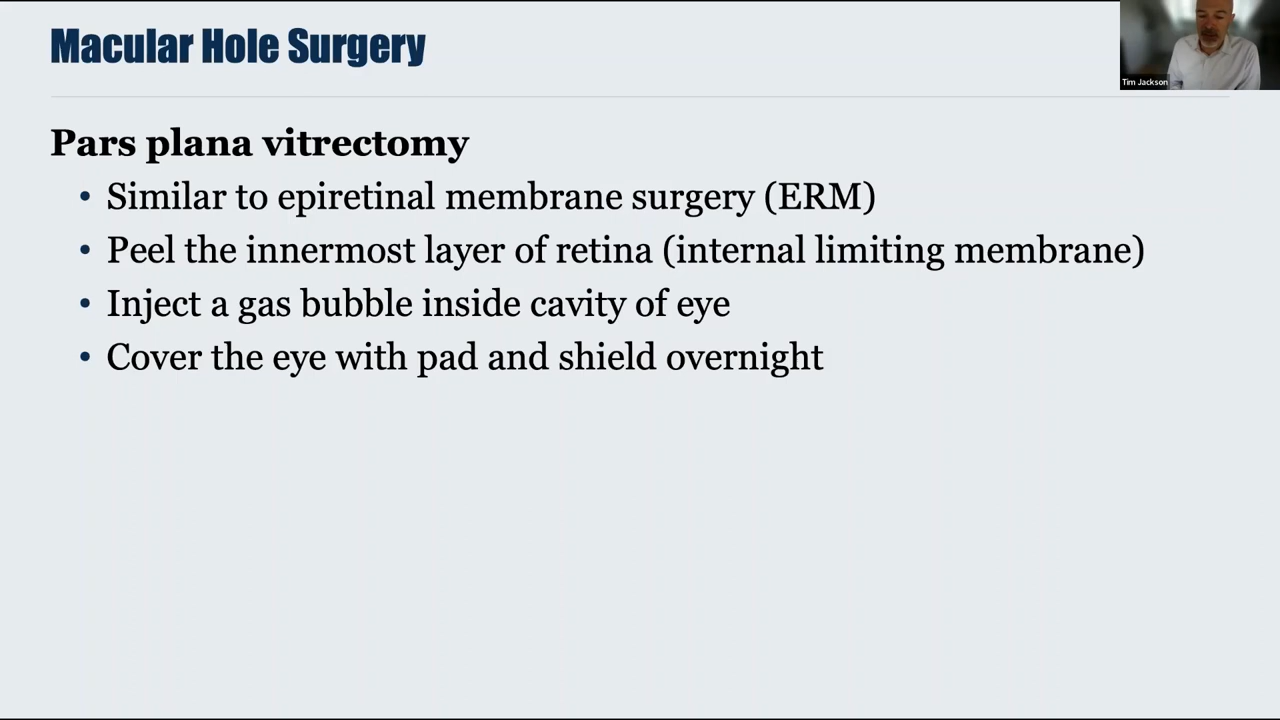 Macular Hole Surgery
Tim Jackson
Pars plana vitrectomy
• Similar to epiretinal membrane surgery (ERM)
• Peel the innermost layer of retina (internal limiting membrane)
• Inject a gas bubble inside cavity of eye
• Cover the eye with pad and shield overnight